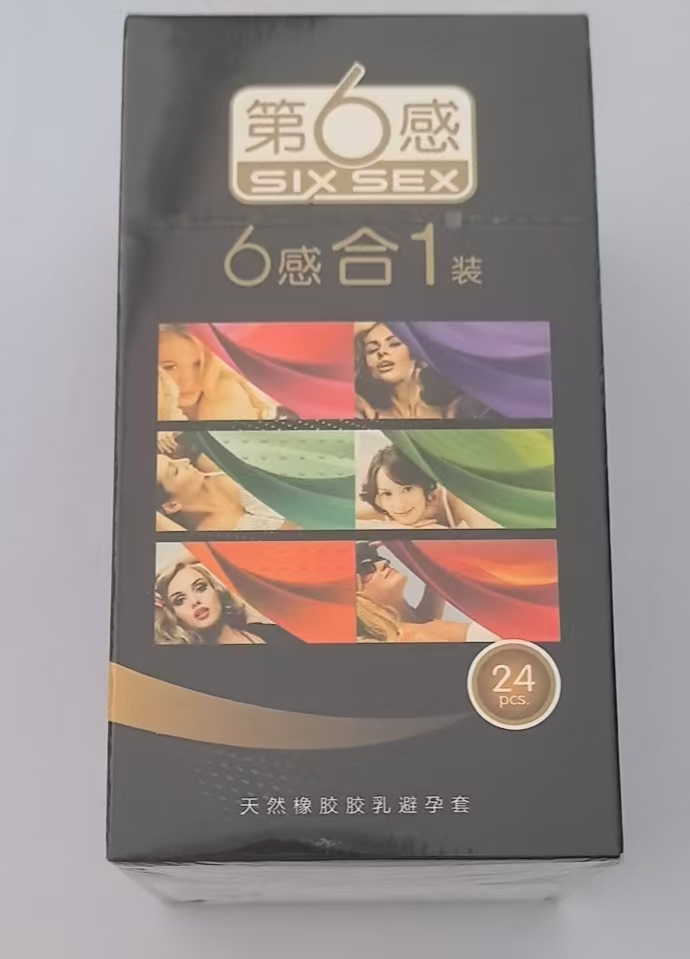 第6感
SIX SEX
6感合1装
24
pcs.
天然橡胶胶乳避孕套